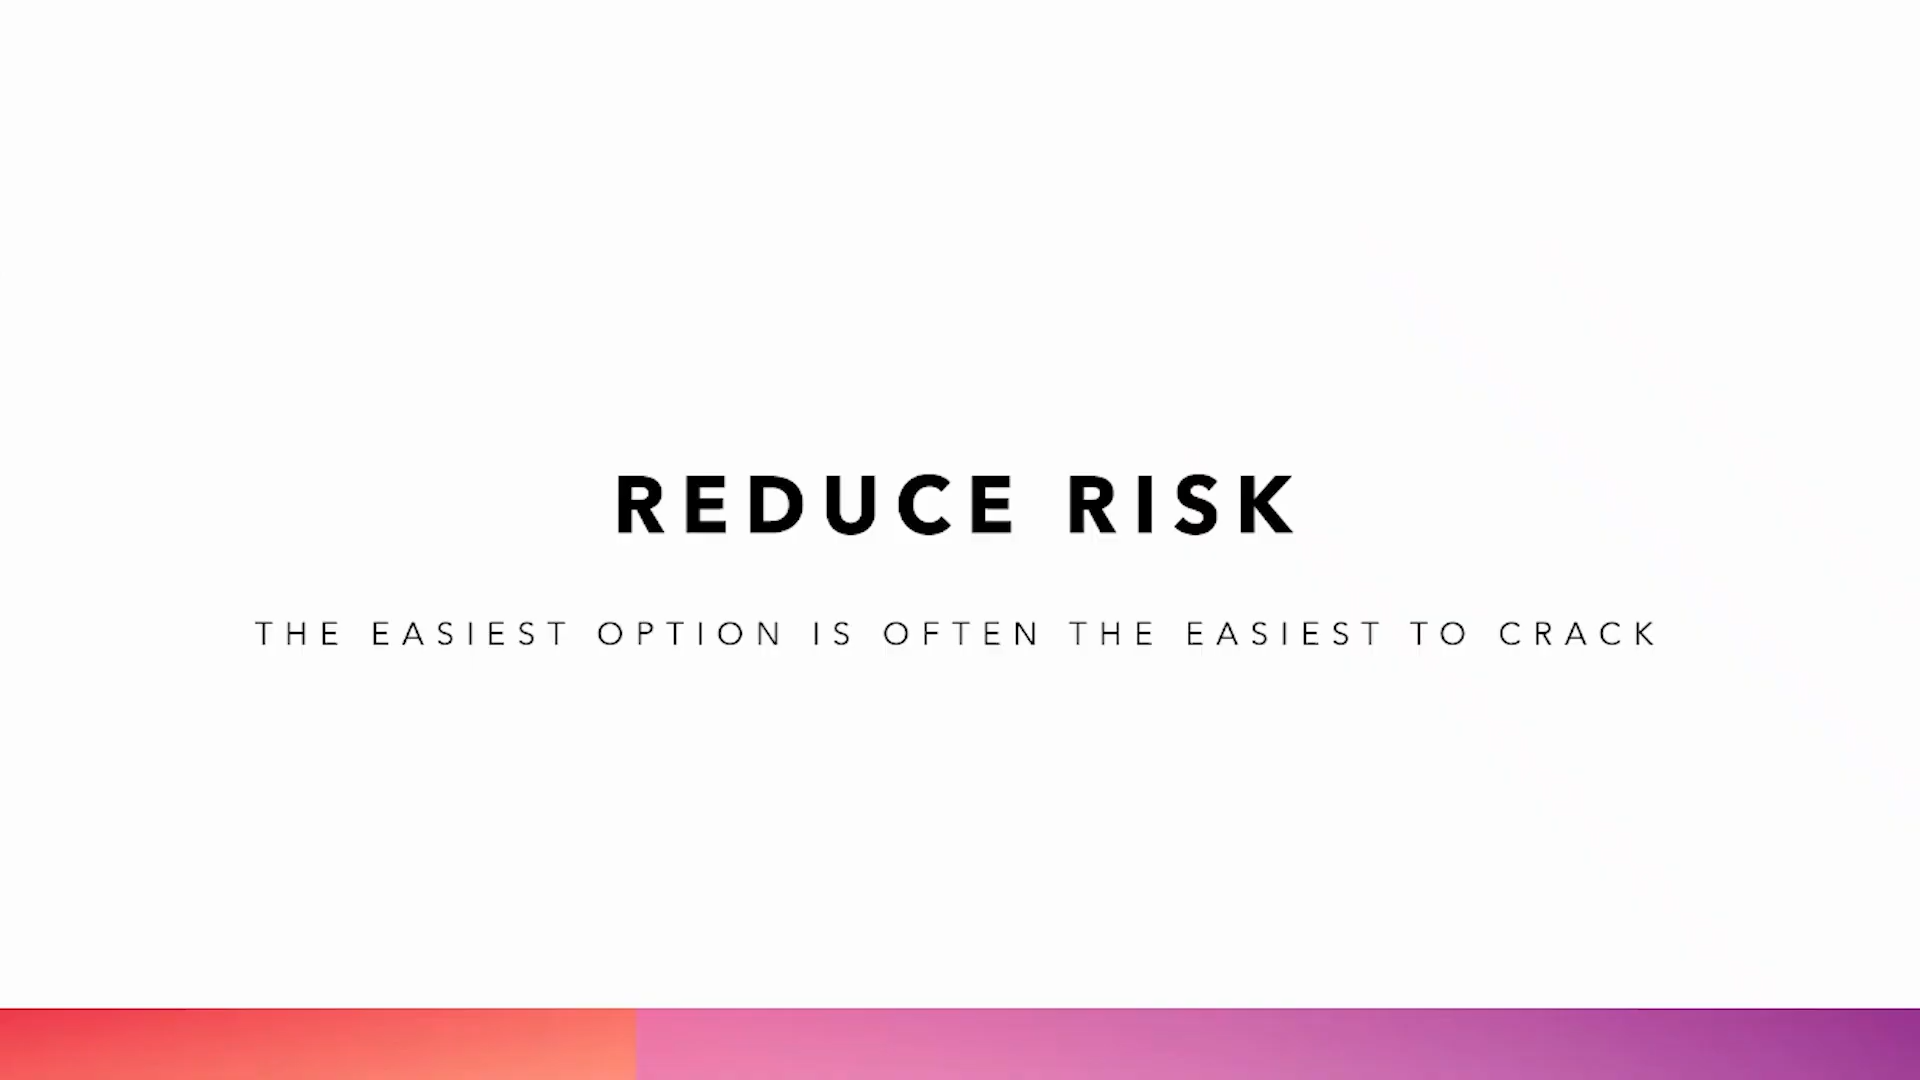 REDUCE RISK
THE EASIEST OPTION IS OFTEN THE EASIEST TO CRACK